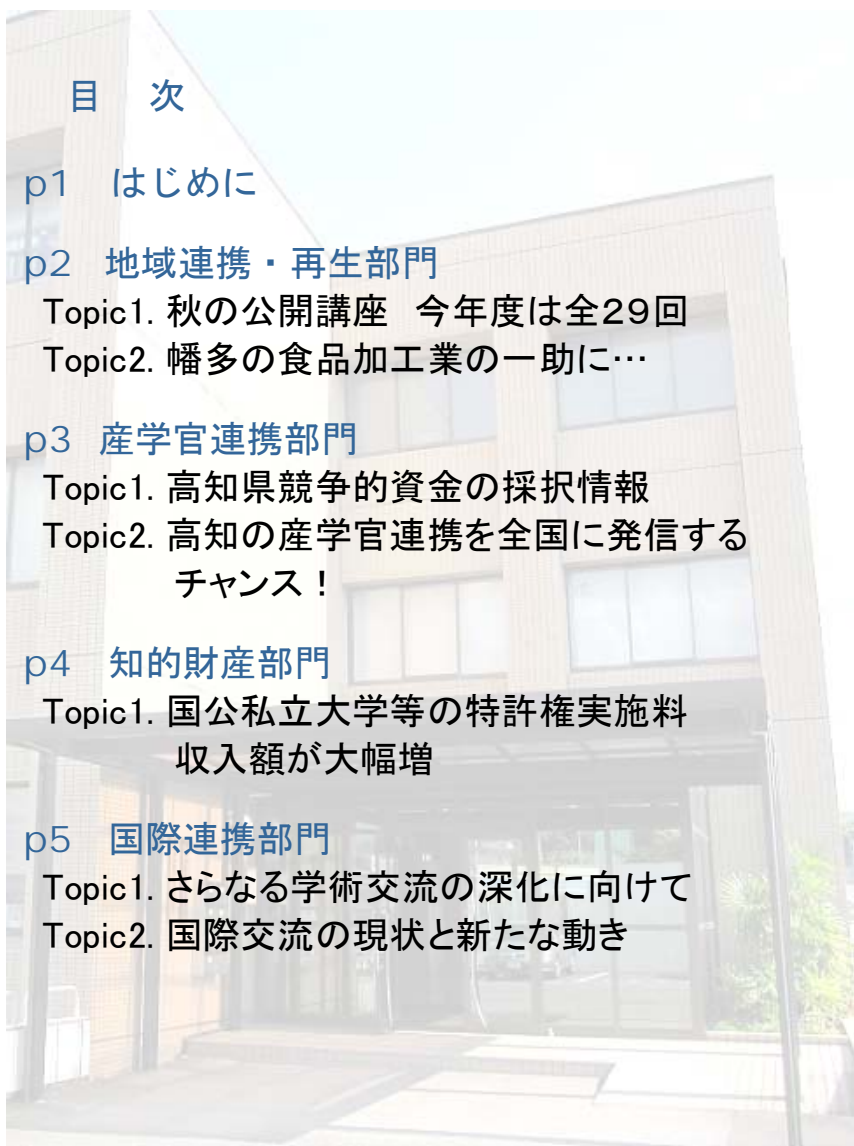 目　次
p1　はじめに
p2　地域連携・再生部門
Topic1. 秋の公開講座　今年度は全２９回
Topic2. 幡多の食品加工業の一助に…
p3　産学官連携部門
Topic1. 高知県競争的資金の採択情報
Topic2. 高知の産学官連携を全国に発信する
チャンス！
p4　知的財産部門
Topic1. 国公私立大学等の特許権実施料
収入額が大幅増
p5　国際連携部門
Topic1. さらなる学術交流の深化に向けて
Topic2. 国際交流の現状と新たな動き